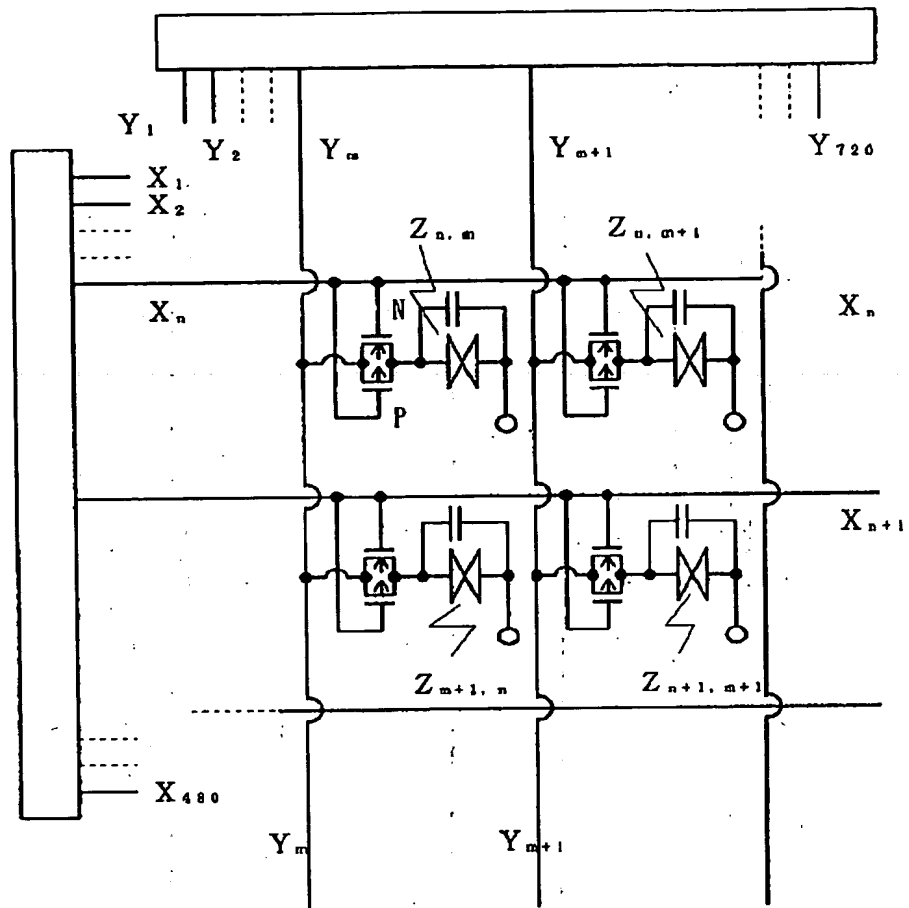 Y₁
Y₂
Yₘ
Yₘ₊₁
Y₇₂₀
X₁
X₂
Zₙ,ₘ
Zₙ,ₘ₊₁
Xₙ
N
Xₙ
P
Xₙ₊₁
Zₘ₊₁,ₙ
Zₙ₊₁,ₘ₊₁
X₄₈₀
Yₘ
Yₘ₊₁